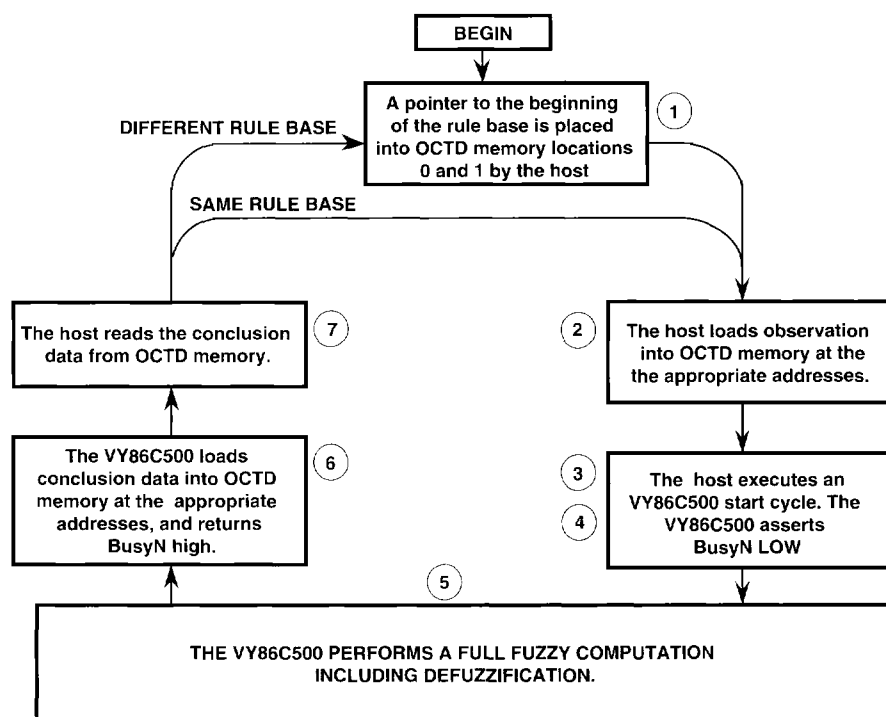 BEGIN
A pointer to the beginning
of the rule base is placed
into OCTD memory locations
0 and 1 by the host
1
DIFFERENT RULE BASE
SAME RULE BASE
The host reads the conclusion
data from OCTD memory.
7
2
The host loads observation
into OCTD memory at the
the appropriate addresses.
The VY86C500 loads
conclusion data into OCTD
memory at the appropriate
addresses, and returns
BusyN high.
6
3
4
The host executes an
VY86C500 start cycle. The
VY86C500 asserts
BusyN LOW
5
THE VY86C500 PERFORMS A FULL FUZZY COMPUTATION
INCLUDING DEFUZZIFICATION.